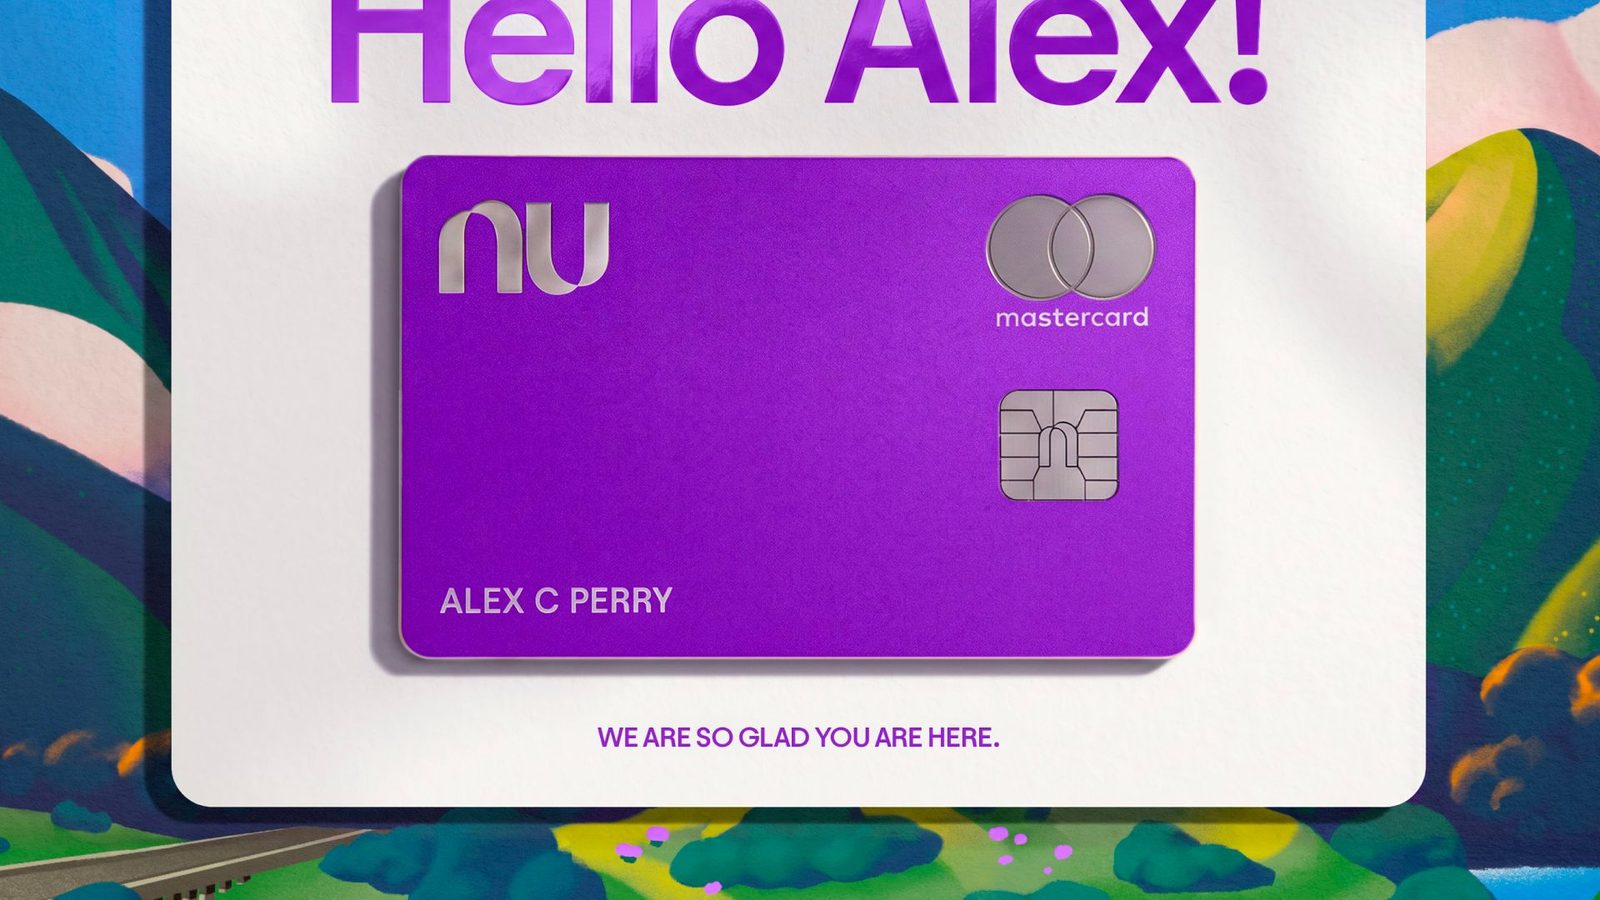 Hello Alex!
nu
mastercard
ALEX C PERRY
WE ARE SO GLAD YOU ARE HERE.